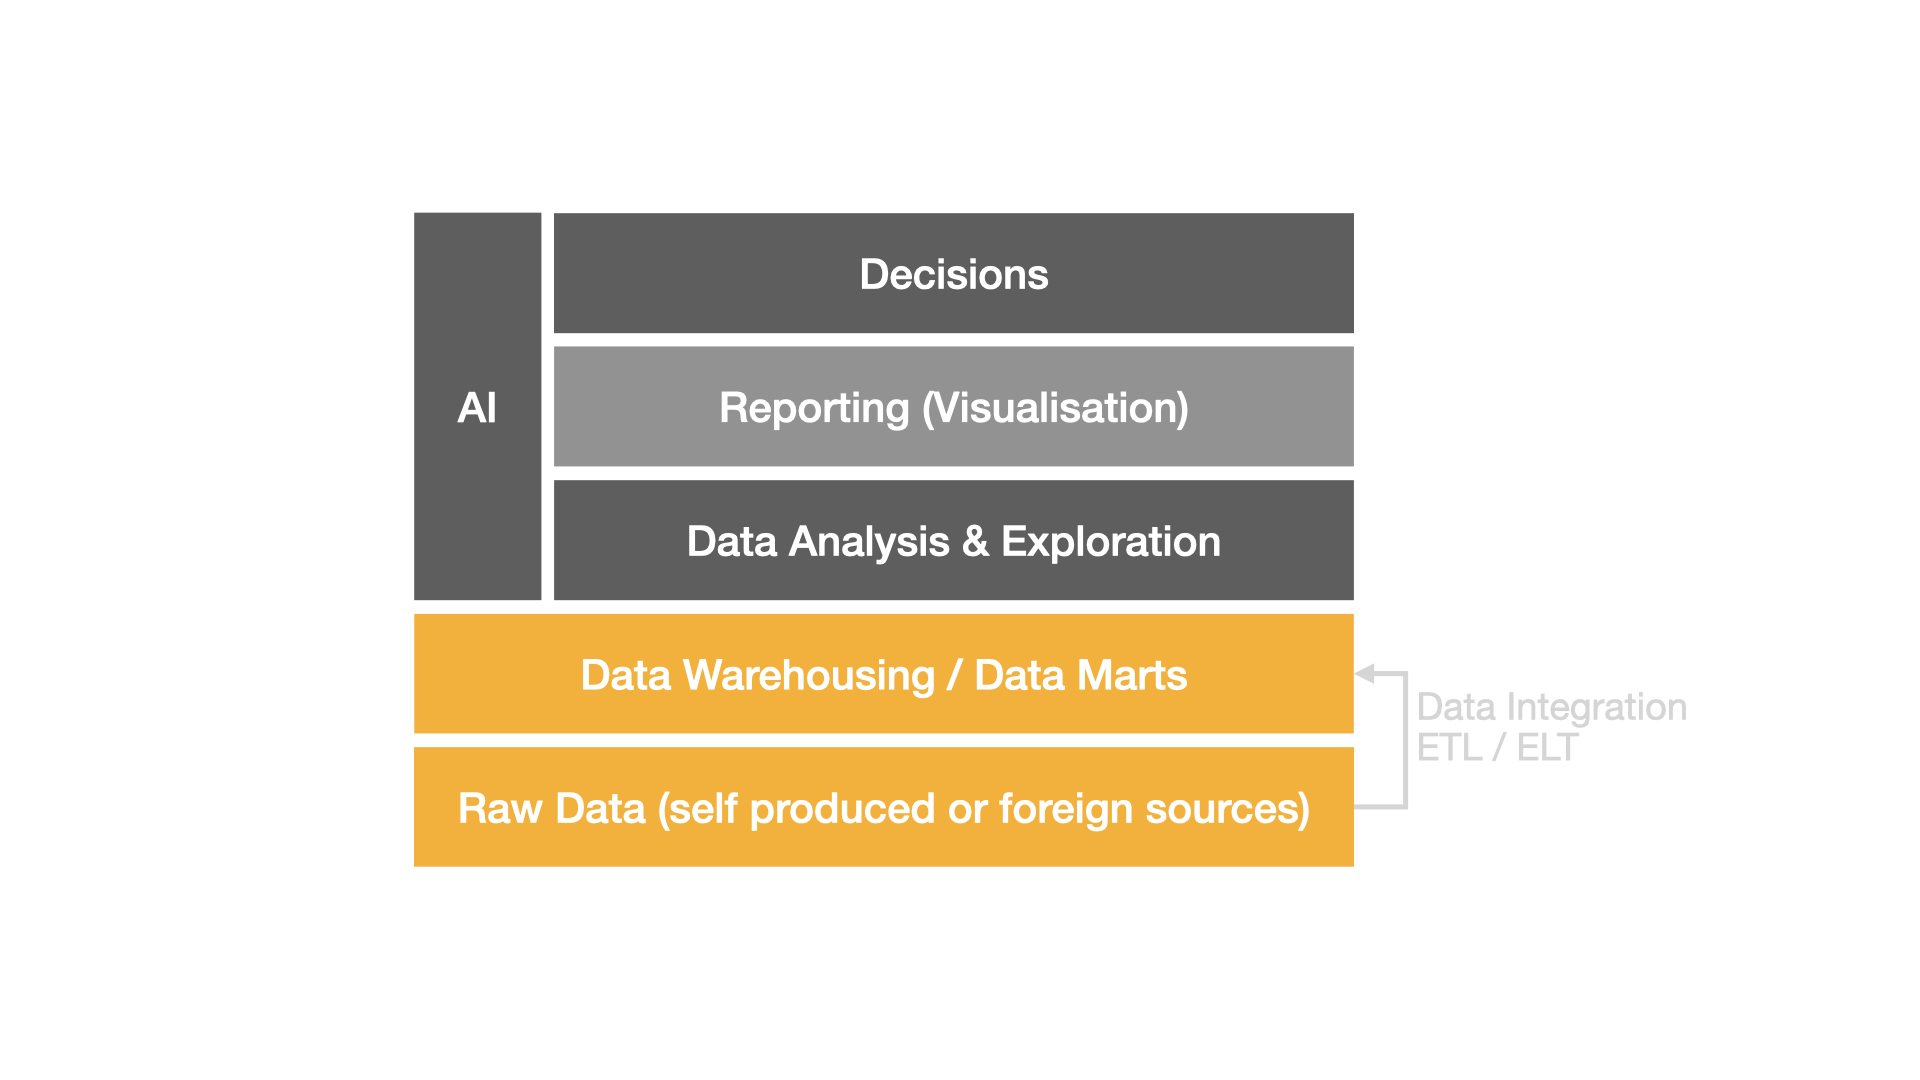 Decisions
AI
Reporting (Visualisation)
Data Analysis & Exploration
Data Warehousing / Data Marts
Data Integration
ETL / ELT
Raw Data (self produced or foreign sources)